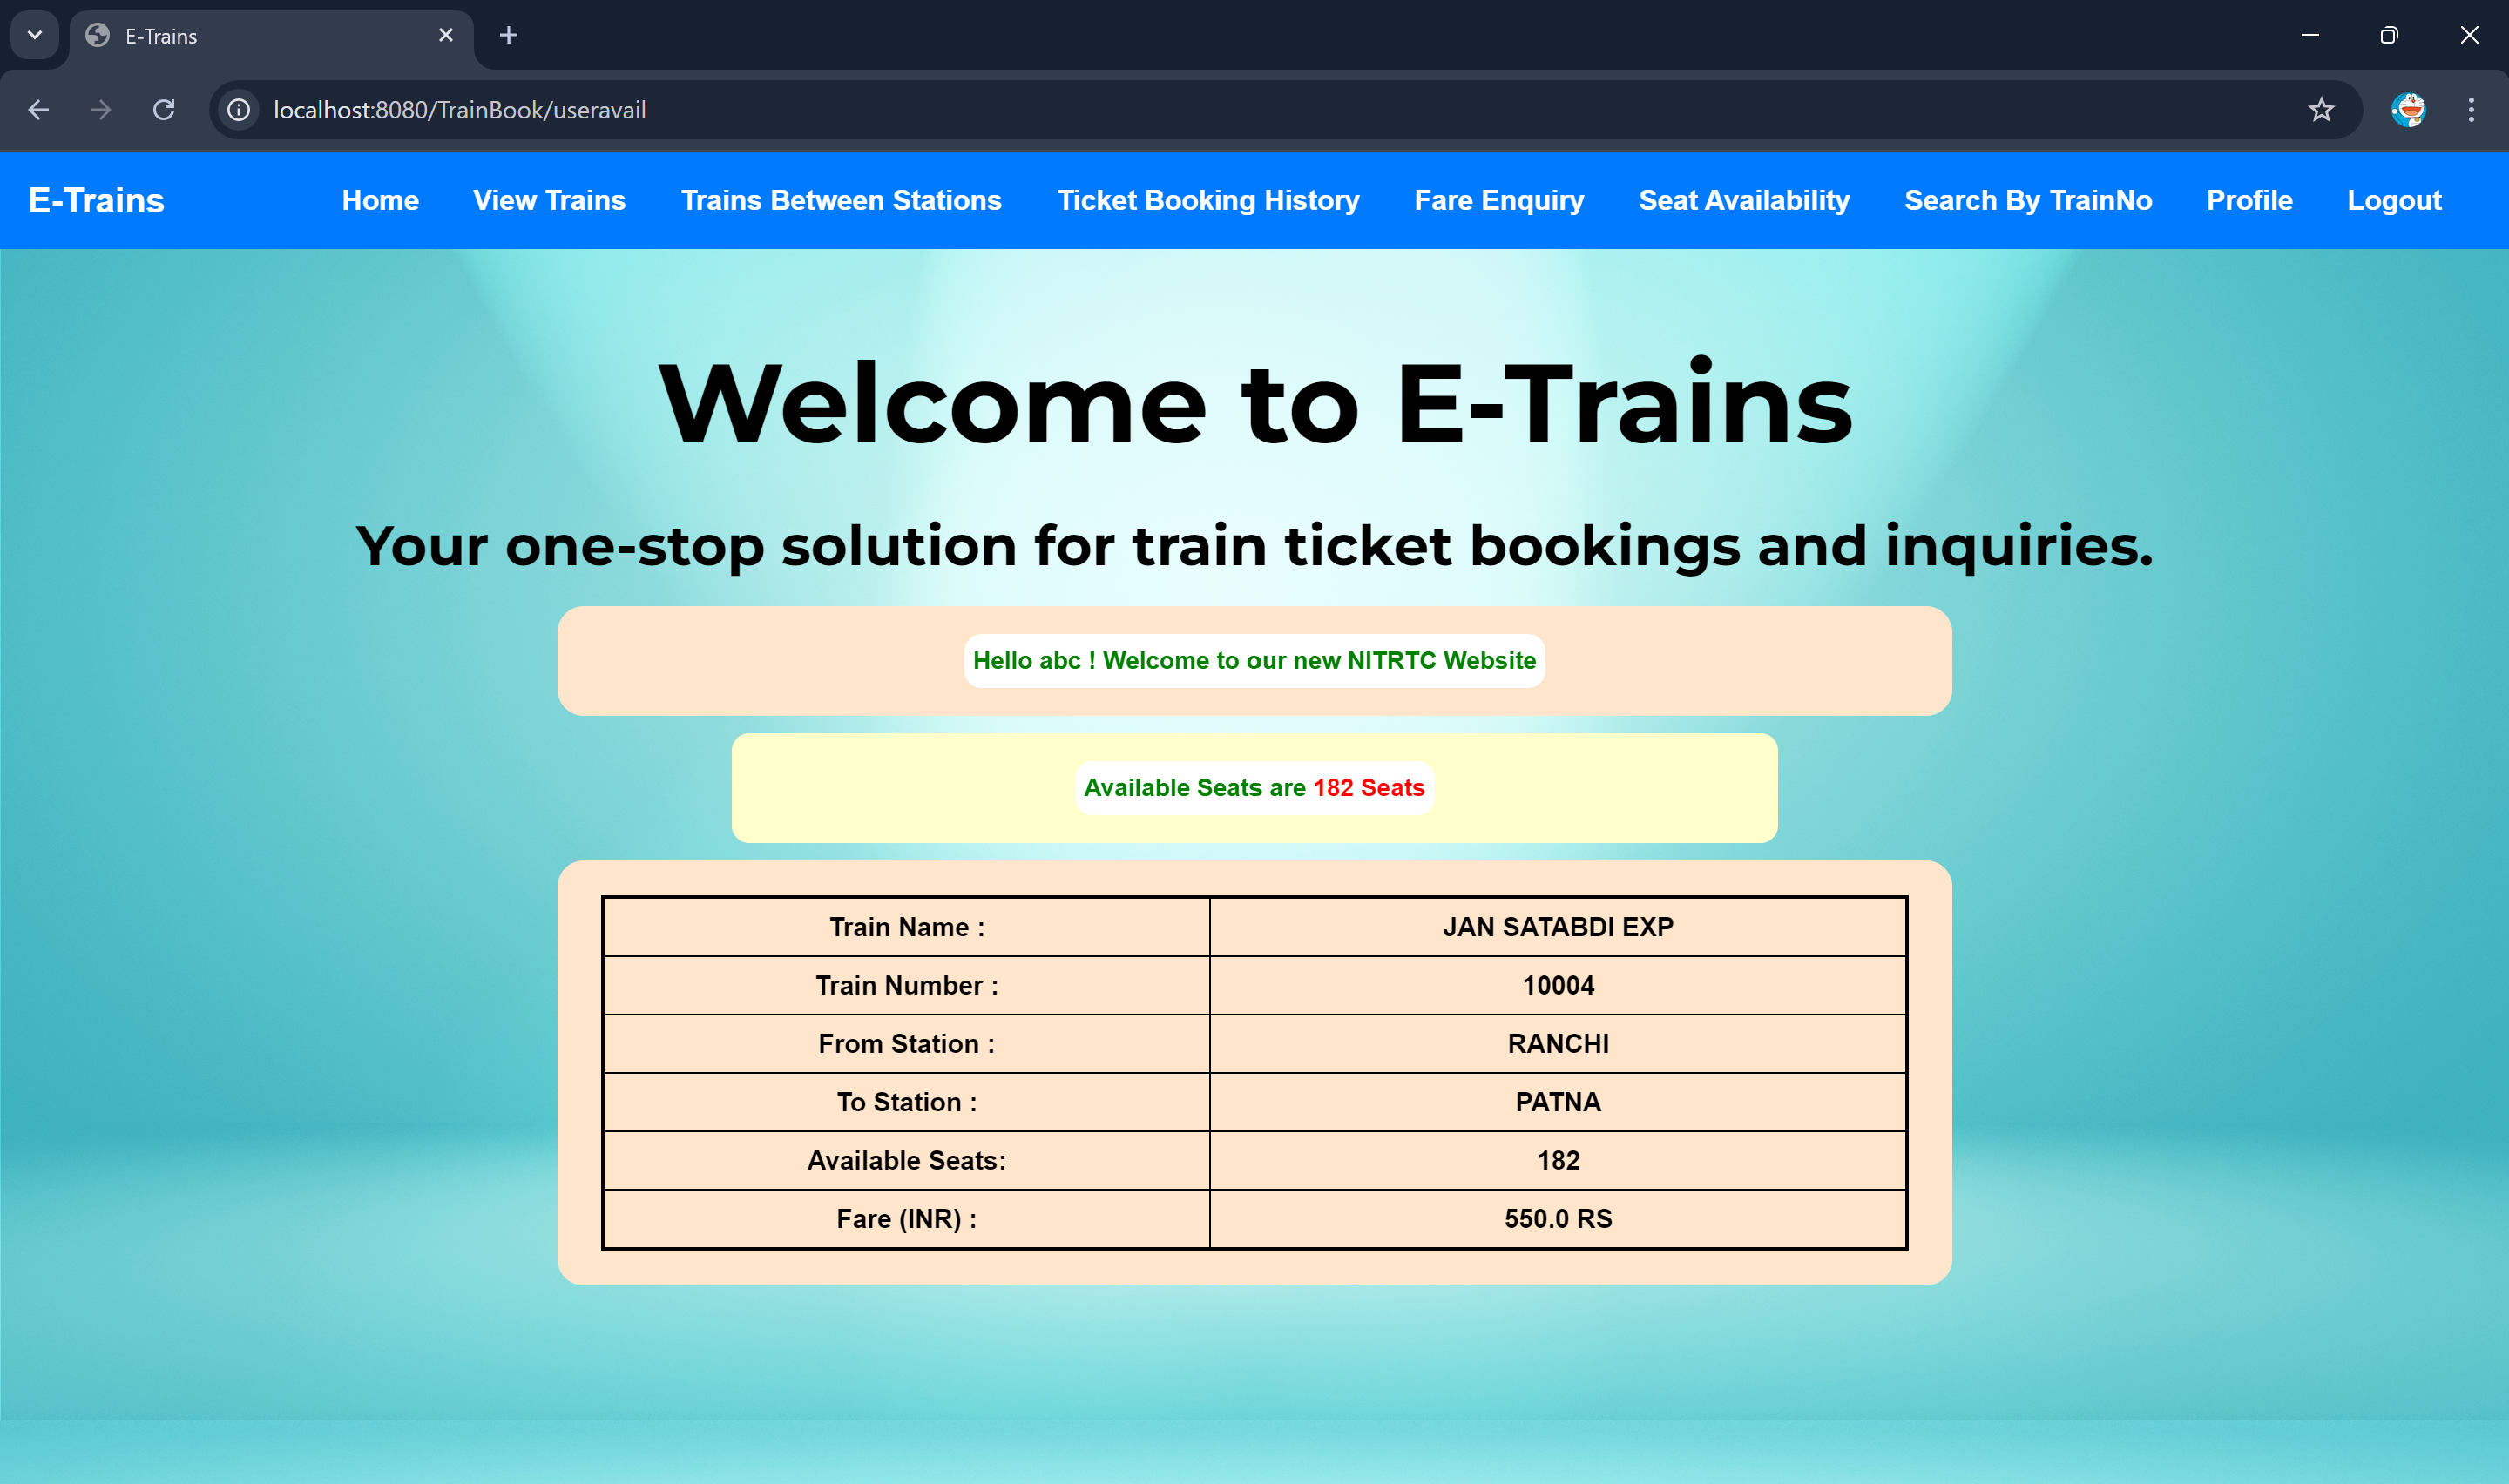 E-Trains
localhost:8080/TrainBook/useravail
E-Trains Home View Trains Trains Between Stations Ticket Booking History Fare Enquiry Seat Availability Search By TrainNo Profile Logout
Welcome to E-Trains
Your one-stop solution for train ticket bookings and inquiries.
Hello abc ! Welcome to our new NITRTC Website
Available Seats are 182 Seats
Train Name : JAN SATABDI EXP
Train Number : 10004
From Station : RANCHI
To Station : PATNA
Available Seats: 182
Fare (INR) : 550.0 RS